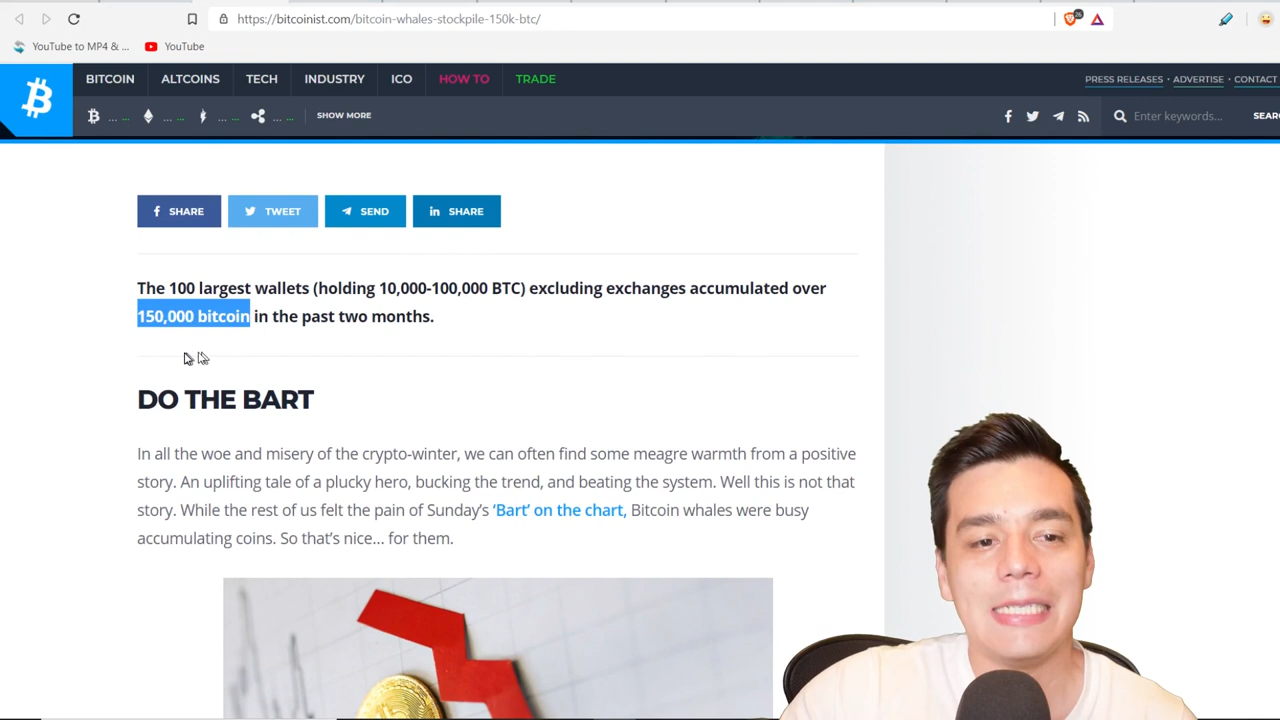 https://bitcoinist.com/bitcoin-whales-stockpile-150k-btc/
26
YouTube to MP4 & ... YouTube
BITCOIN ALTCOINS TECH INDUSTRY ICO HOW TO TRADE
PRESS RELEASES · ADVERTISE · CONTACT
... ... ... ... ... ... ... ... SHOW MORE
Enter keywords... SEAR
SHARE TWEET SEND SHARE
The 100 largest wallets (holding 10,000-100,000 BTC) excluding exchanges accumulated over
150,000 bitcoin in the past two months.
DO THE BART
In all the woe and misery of the crypto-winter, we can often find some meagre warmth from a positive
story. An uplifting tale of a plucky hero, bucking the trend, and beating the system. Well this is not that
story. While the rest of us felt the pain of Sunday's 'Bart' on the chart, Bitcoin whales were busy
accumulating coins. So that's nice... for them.